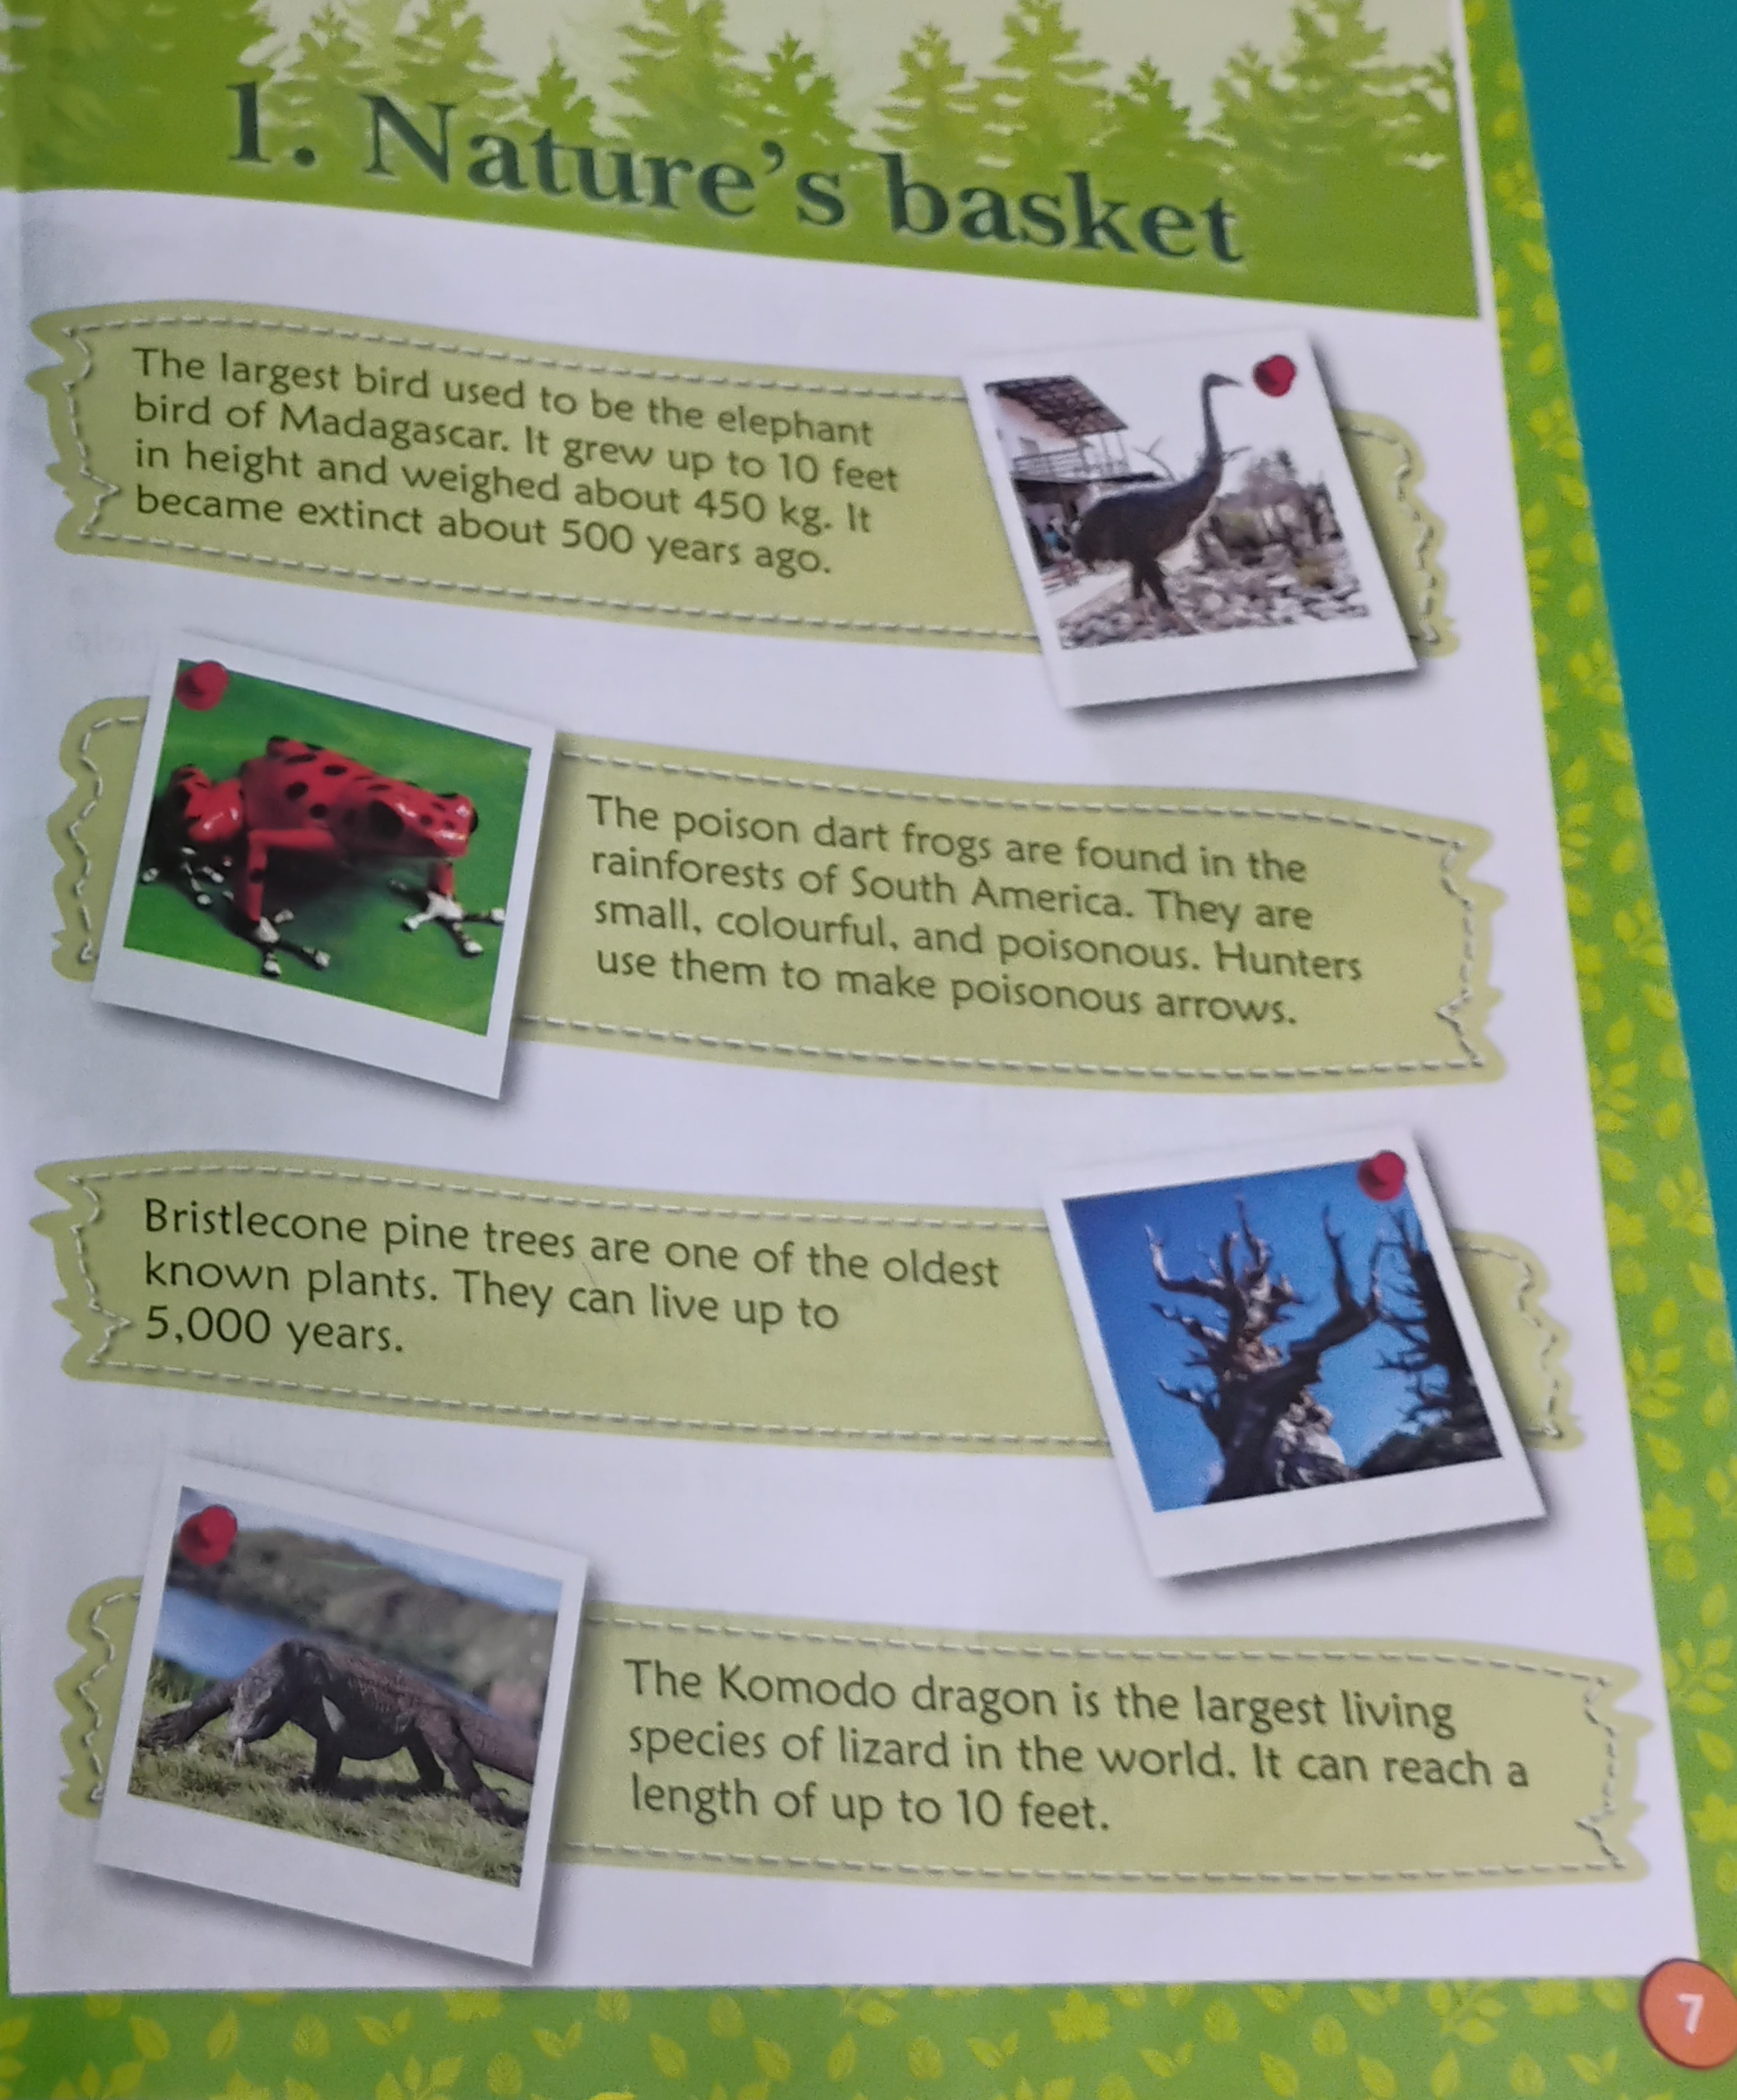 1. Nature's basket
The largest bird used to be the elephant
bird of Madagascar. It grew up to 10 feet
in height and weighed about 450 kg. It
became extinct about 500 years ago.
The poison dart frogs are found in the
rainforests of South America. They are
small, colourful, and poisonous. Hunters
use them to make poisonous arrows.
Bristlecone pine trees are one of the oldest
known plants. They can live up to
5,000 years.
The Komodo dragon is the largest living
species of lizard in the world. It can reach a
length of up to 10 feet.
7